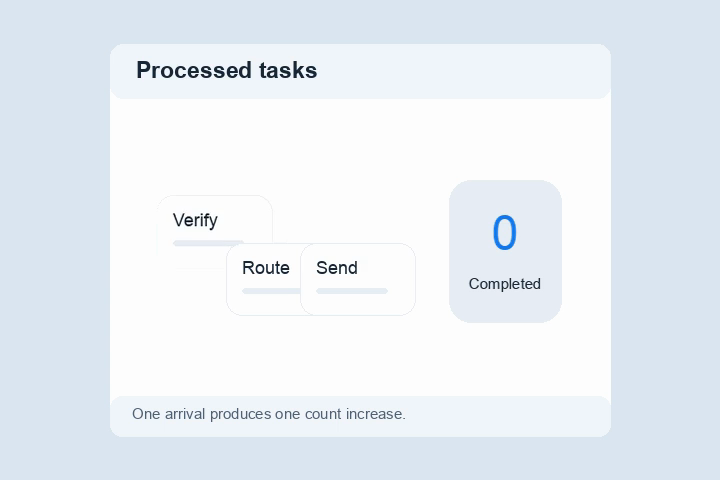 Processed tasks
Verify
Route
Send
0
Completed
One arrival produces one count increase.